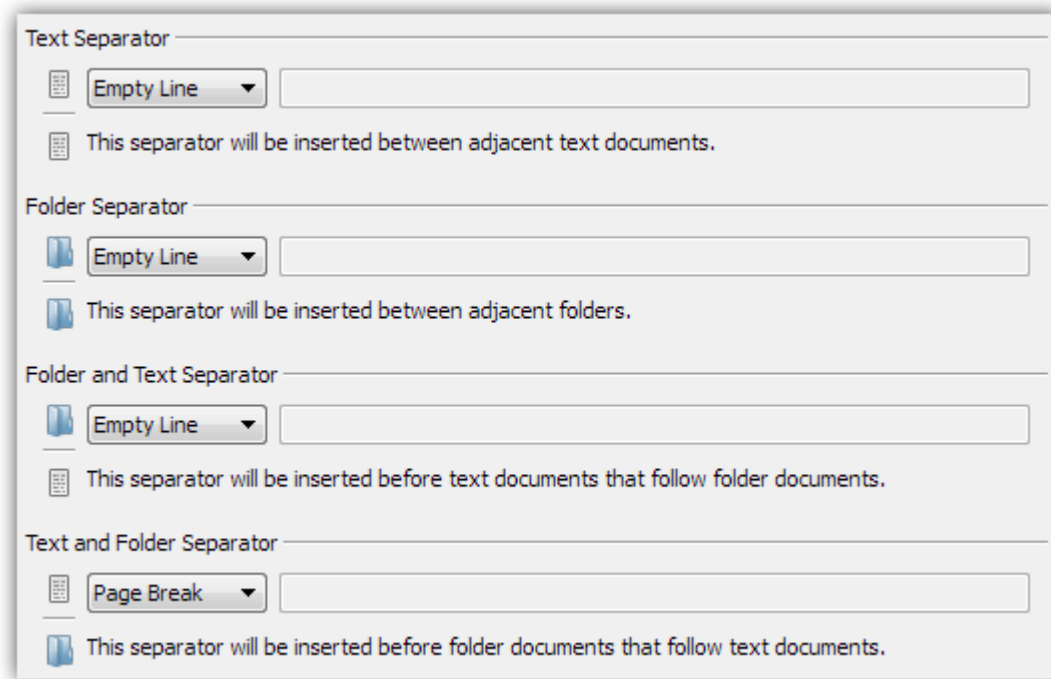 Text Separator
Empty Line
This separator will be inserted between adjacent text documents.
Folder Separator
Empty Line
This separator will be inserted between adjacent folders.
Folder and Text Separator
Empty Line
This separator will be inserted before text documents that follow folder documents.
Text and Folder Separator
Page Break
This separator will be inserted before folder documents that follow text documents.